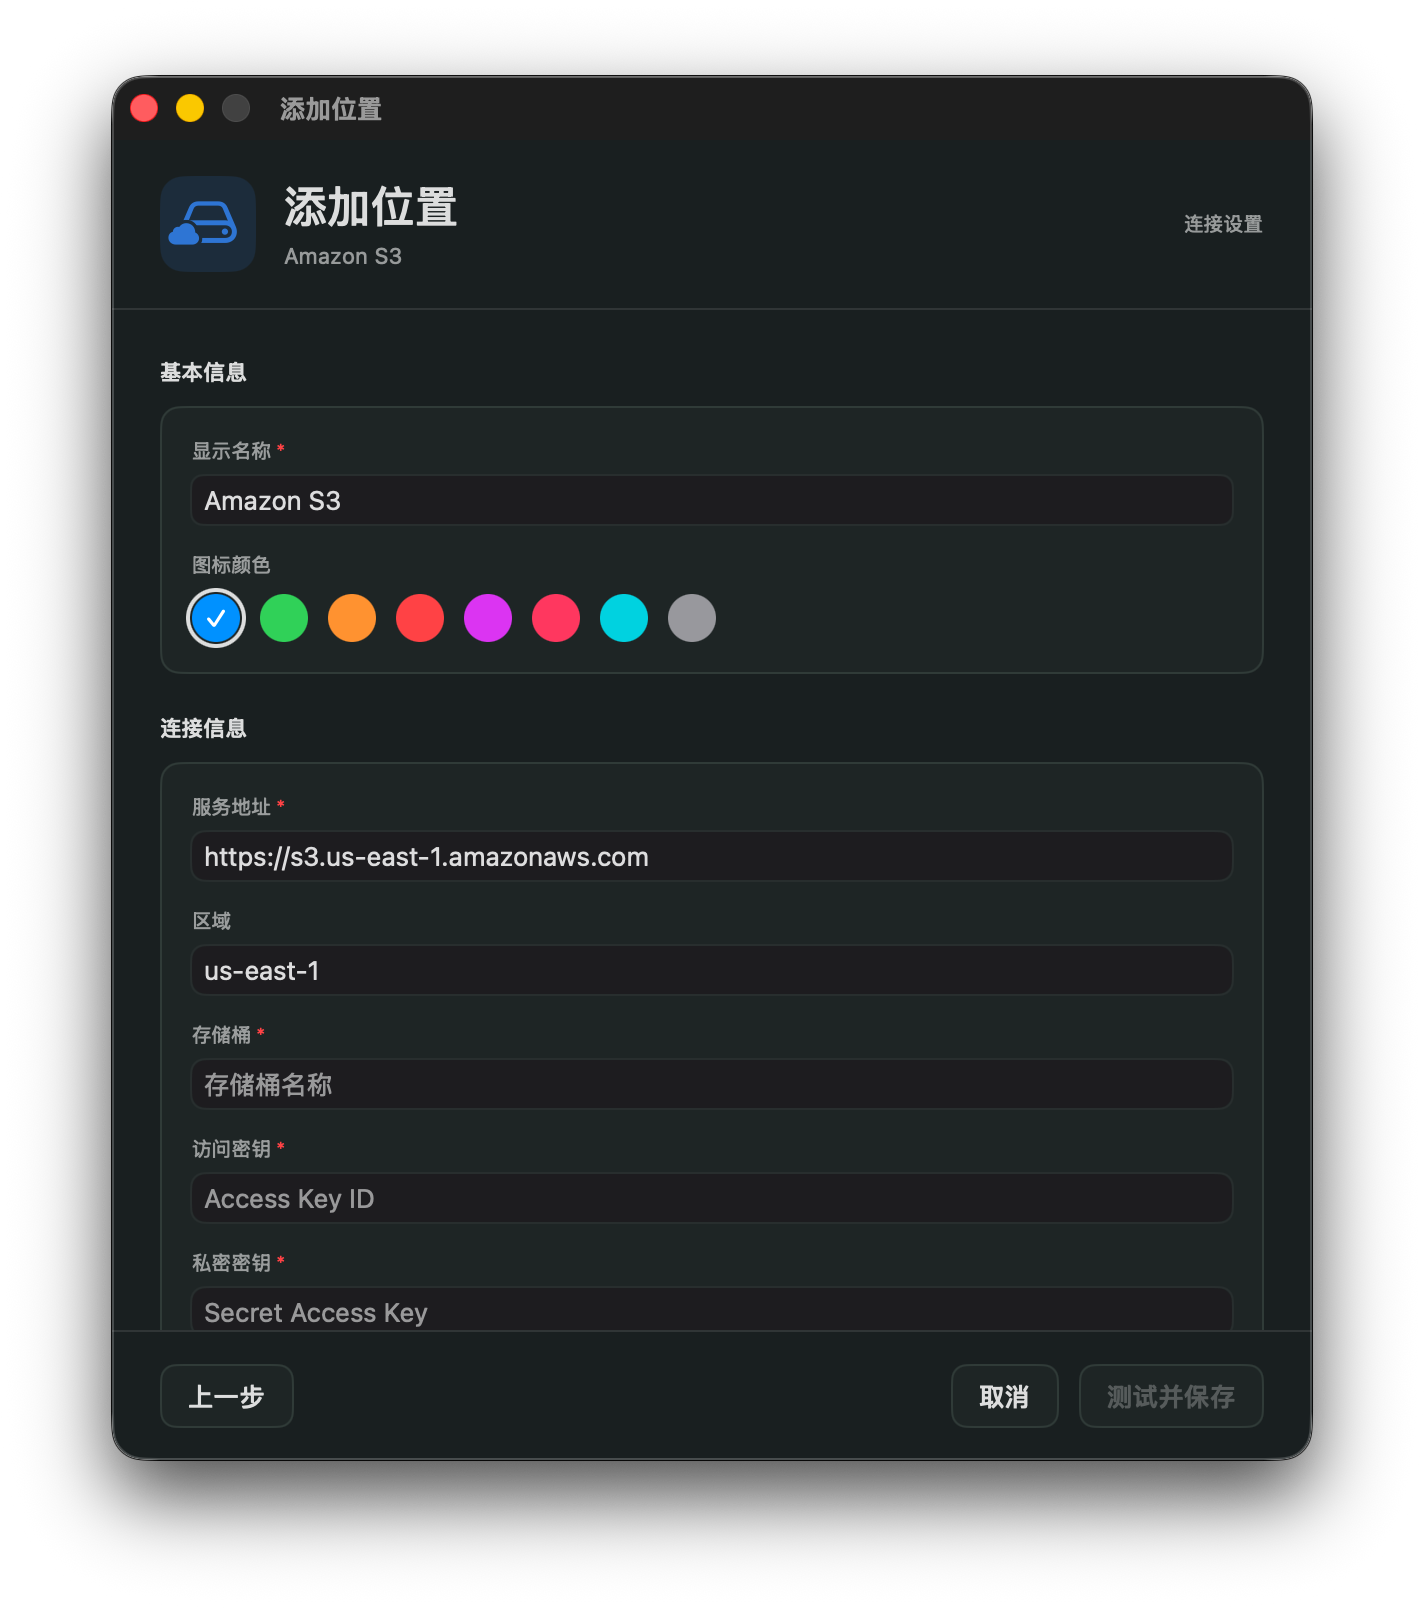 添加位置
添加位置
Amazon S3
连接设置
基本信息
显示名称 *
Amazon S3
图标颜色
连接信息
服务地址 *
https://s3.us-east-1.amazonaws.com
区域
us-east-1
存储桶 *
存储桶名称
访问密钥 *
Access Key ID
私密密钥 *
Secret Access Key
上一步
取消
测试并保存